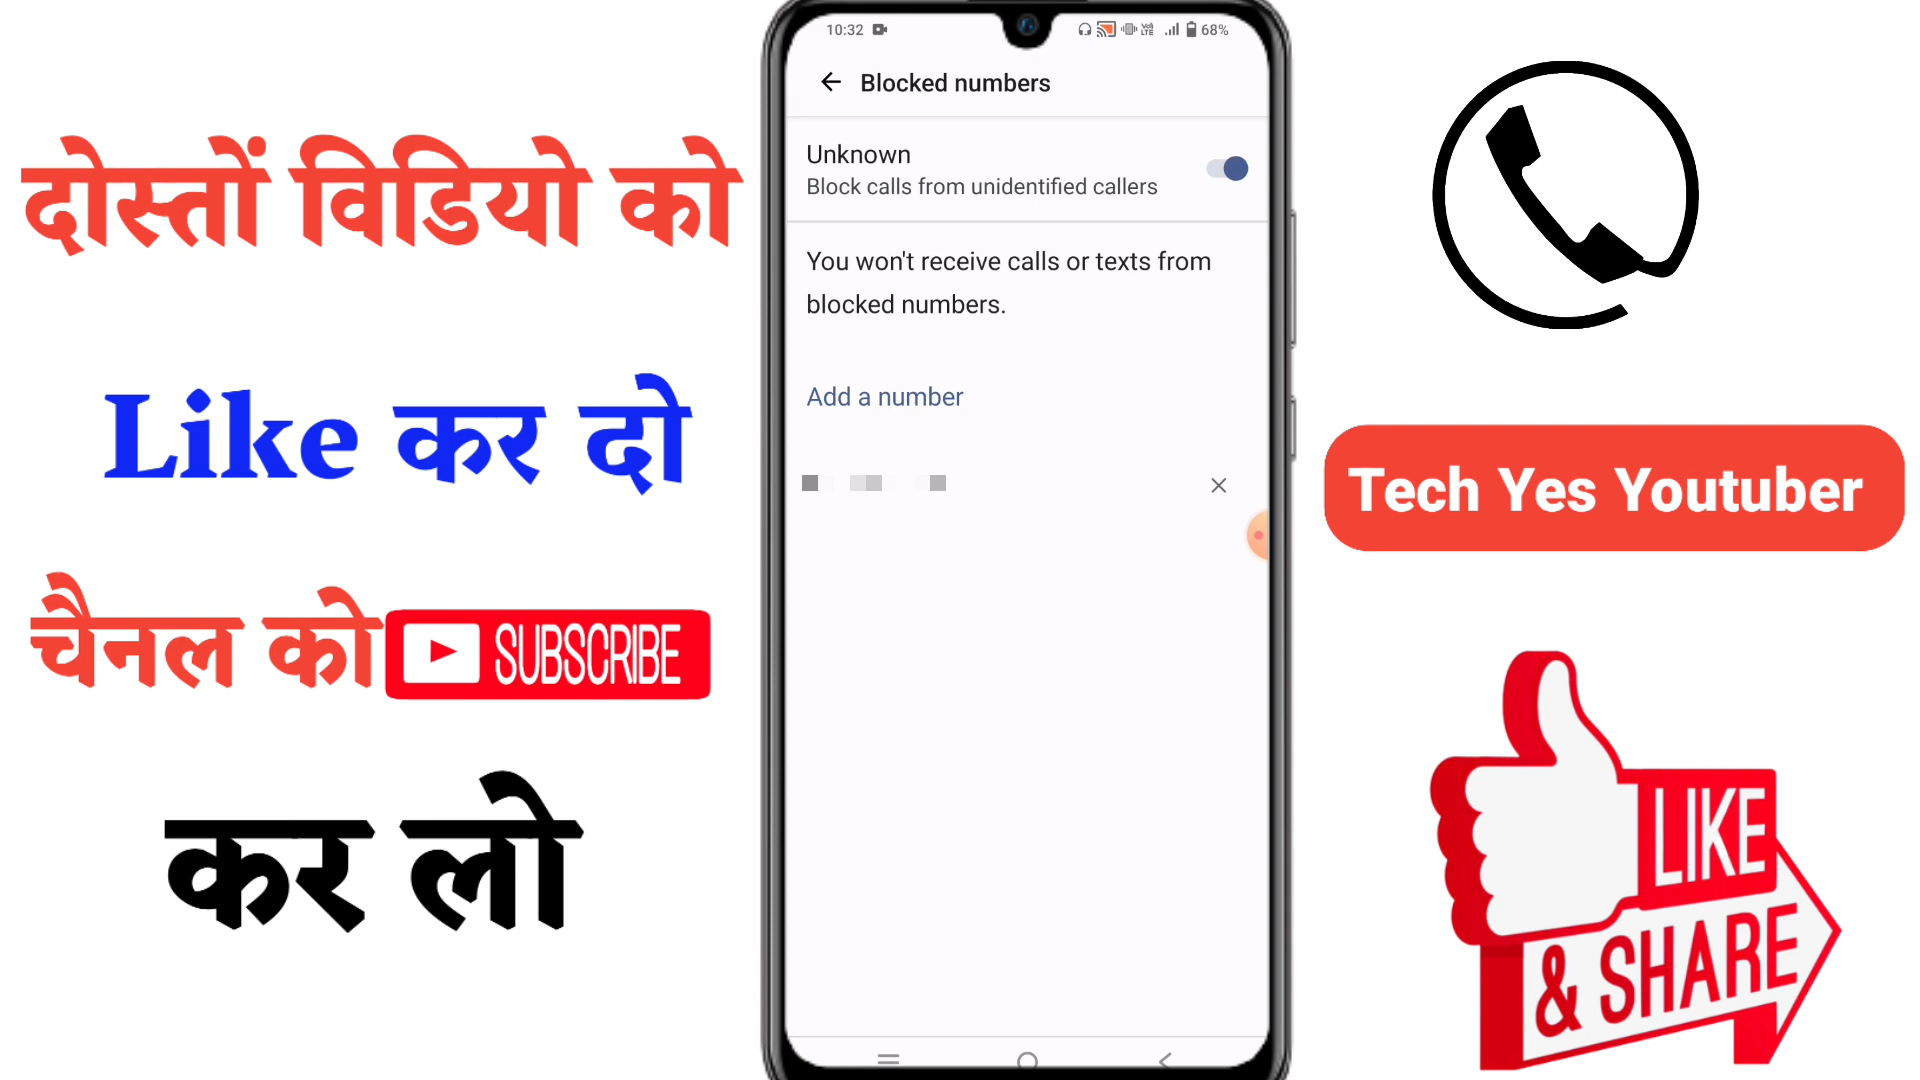 दोस्तों विडियो को
Like कर दो
चैनल को SUBSCRIBE
कर लो
10:32
68%
Blocked numbers
Unknown
Block calls from unidentified callers
You won't receive calls or texts from
blocked numbers.
Add a number
Tech Yes Youtuber
LIKE
& SHARE